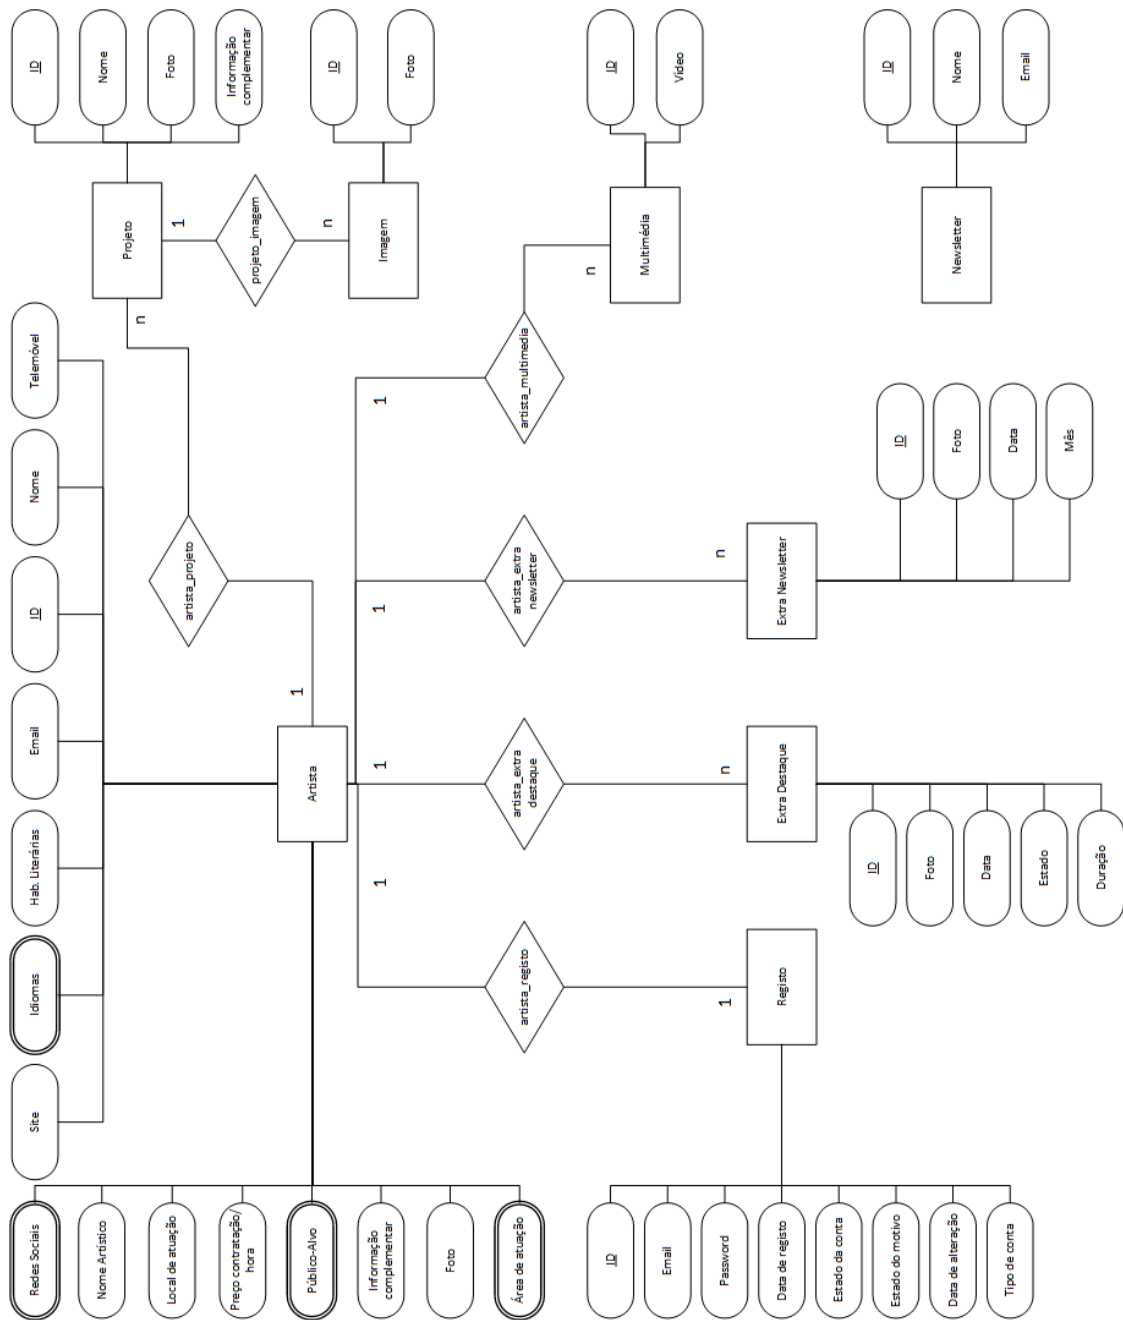 Redes Sociais
Nome Artístico
Local de atuação
Preço contratação/
hora
Público-Alvo
Informação
complementar
Foto
Área de atuação
Site
Idiomas
Hab. Literárias
Email
ID
Nome
Telemóvel
Artista
1
artista_projeto
n
Projeto
ID
Nome
Foto
Informação
complementar
1
projeto_imagem
n
Imagem
ID
Foto
1
artista_registo
1
Registo
ID
Email
Password
Data de registo
Estado da conta
Estado do motivo
Data de alteração
Tipo de conta
1
artista_extra
destaque
n
Extra Destaque
ID
Foto
Data
Estado
Duração
1
artista_extra
newsletter
n
Extra Newsletter
ID
Foto
Data
Mês
1
artista_multimedia
n
Multimédia
ID
Vídeo
Newsletter
ID
Nome
Email